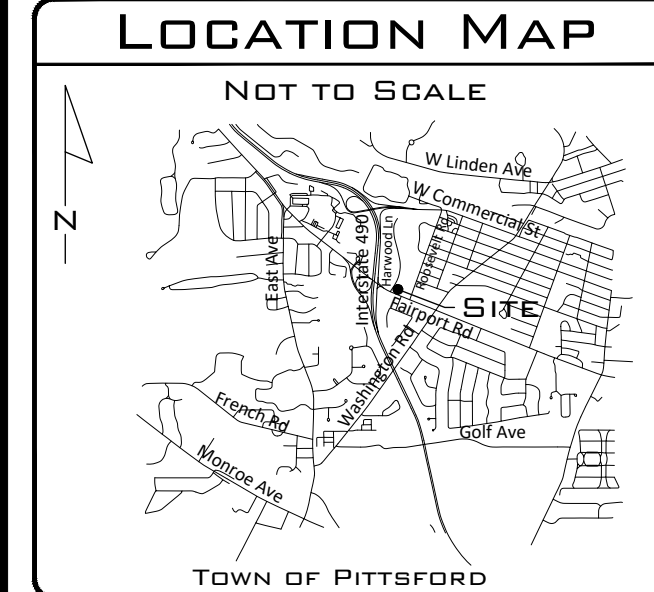 LOCATION MAP
NOT TO SCALE
N
W Linden Ave
W Commercial St
East Ave
Interstate 490
Harwood Ln
Roosevelt Rd
SITE
Fairport Rd
Washington Rd
French Rd
Golf Ave
Monroe Ave
TOWN OF PITTSFORD